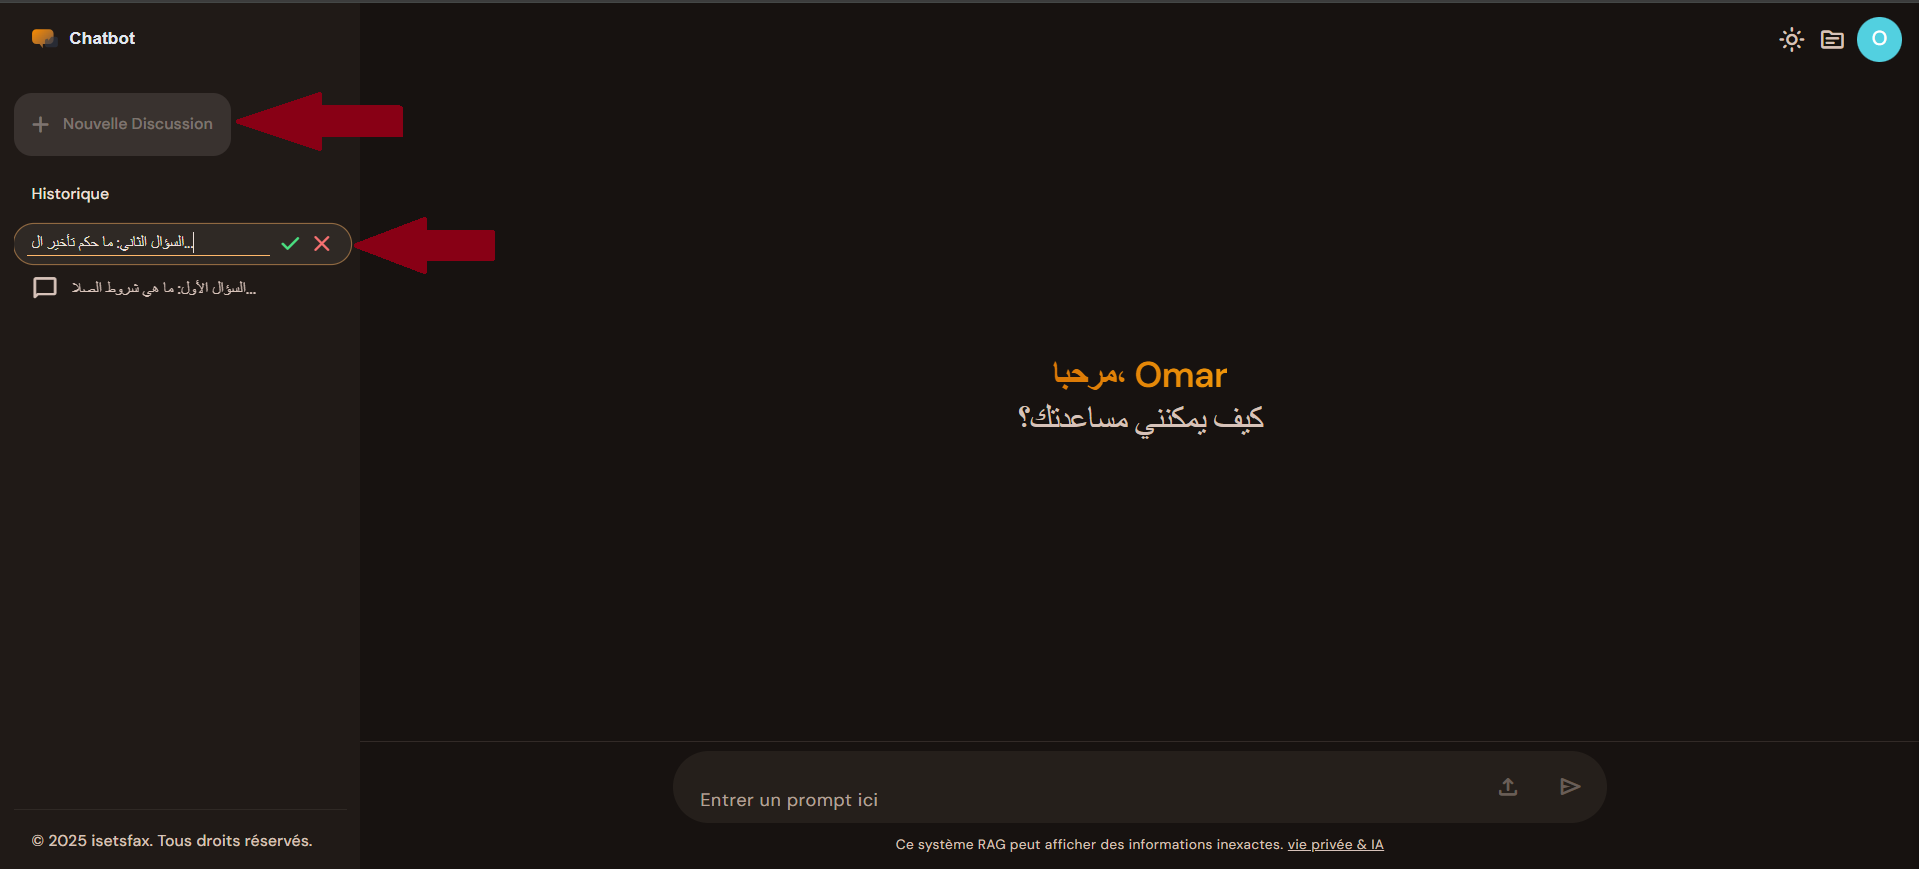 Chatbot
O
Nouvelle Discussion
Historique
السؤال الثاني: ما حكم تأخير ال...
السؤال الأول: ما هي شروط الصلا...
مرحبا، Omar
كيف يمكنني مساعدتك؟
Entrer un prompt ici
© 2025 isetsfax. Tous droits réservés.
Ce système RAG peut afficher des informations inexactes. vie privée & IA